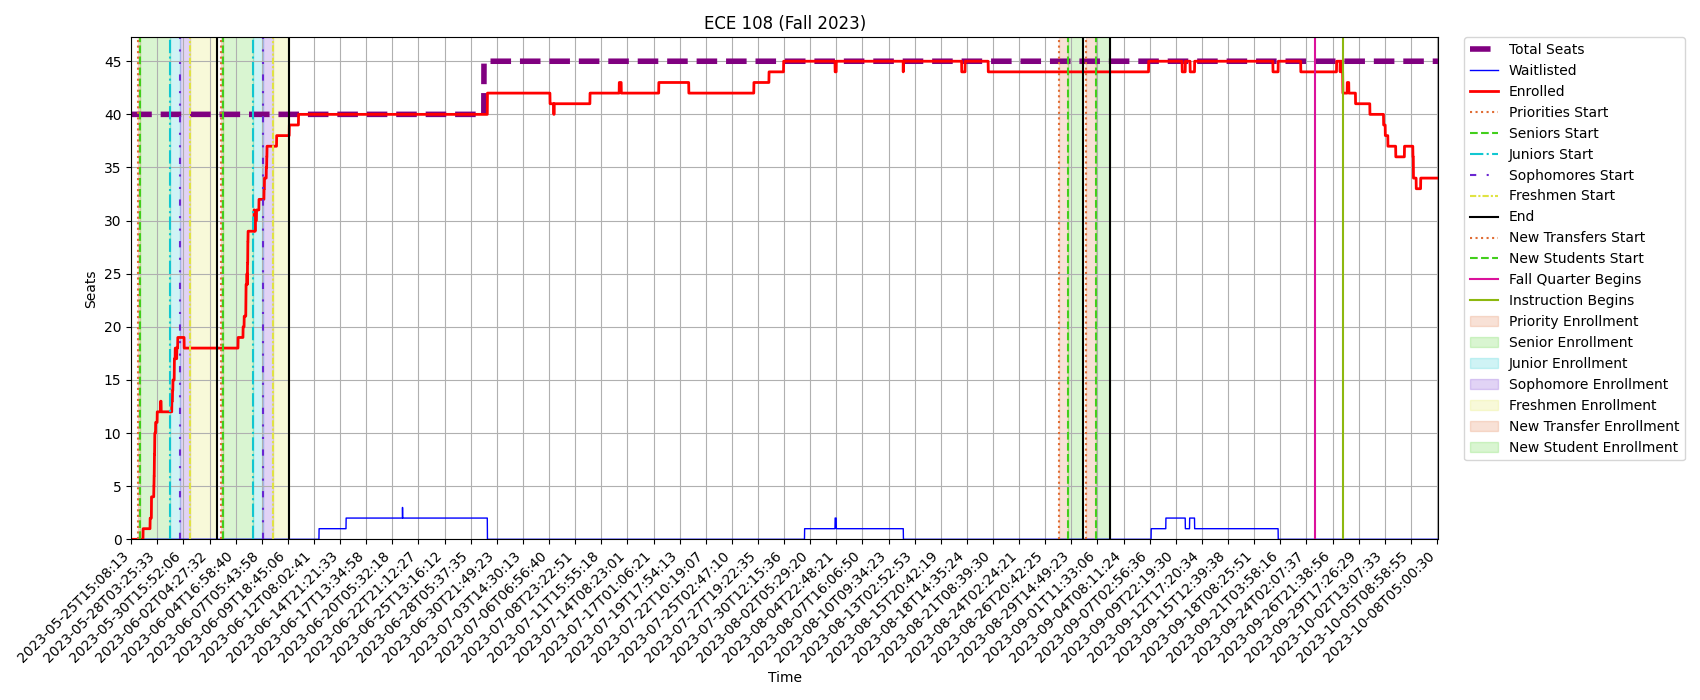 ECE 108 (Fall 2023)
Seats
45
40
35
30
25
20
15
10
5
0
2023-05-25T15:08:13
2023-05-28T03:25:33
2023-05-30T15:52:06
2023-06-02T04:27:32
2023-06-04T16:58:40
2023-06-07T05:43:58
2023-06-09T18:45:06
2023-06-12T08:02:41
2023-06-14T21:21:33
2023-06-17T13:34:58
2023-06-20T05:32:18
2023-06-22T21:12:27
2023-06-25T13:16:12
2023-06-28T05:37:35
2023-06-30T21:49:23
2023-07-03T14:30:13
2023-07-06T06:56:40
2023-07-08T23:22:51
2023-07-11T15:55:18
2023-07-14T08:23:01
2023-07-17T01:06:21
2023-07-19T17:54:13
2023-07-22T10:19:07
2023-07-25T02:47:10
2023-07-27T19:22:35
2023-07-30T12:15:36
2023-08-02T05:29:20
2023-08-04T22:48:21
2023-08-07T16:06:50
2023-08-10T09:34:23
2023-08-13T02:52:53
2023-08-15T20:42:19
2023-08-18T14:35:24
2023-08-21T08:39:30
2023-08-24T02:24:21
2023-08-26T20:42:25
2023-08-29T14:49:23
2023-09-01T11:33:06
2023-09-04T08:11:24
2023-09-07T02:56:36
2023-09-09T22:19:30
2023-09-12T17:20:34
2023-09-15T12:39:38
2023-09-18T08:25:51
2023-09-21T03:58:16
2023-09-24T02:07:37
2023-09-26T21:38:56
2023-09-29T17:26:29
2023-10-02T13:07:33
2023-10-05T08:58:55
2023-10-08T05:00:30
Time
Total Seats
Waitlisted
Enrolled
Priorities Start
Seniors Start
Juniors Start
Sophomores Start
Freshmen Start
End
New Transfers Start
New Students Start
Fall Quarter Begins
Instruction Begins
Priority Enrollment
Senior Enrollment
Junior Enrollment
Sophomore Enrollment
Freshmen Enrollment
New Transfer Enrollment
New Student Enrollment